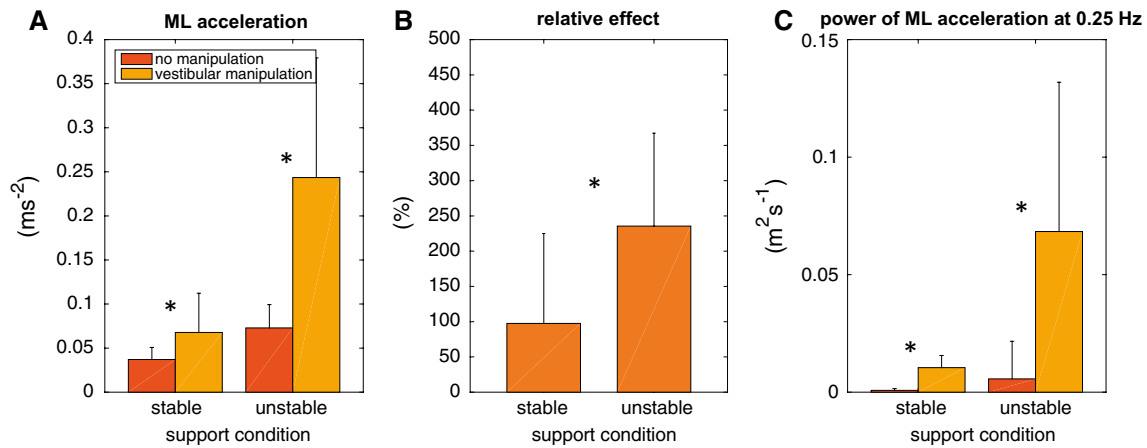 A
ML acceleration
0.4
0.35
0.3
0.25
0.2
0.15
0.1
0.05
0
(ms-2)
no manipulation
vestibular manipulation
*
*
stable
unstable
support condition
B
relative effect
500
450
400
350
300
250
200
150
100
50
0
(%)
*
stable
unstable
support condition
C
power of ML acceleration at 0.25 Hz
0.15
0.1
0.05
0
(m2s-1)
*
*
stable
unstable
support condition